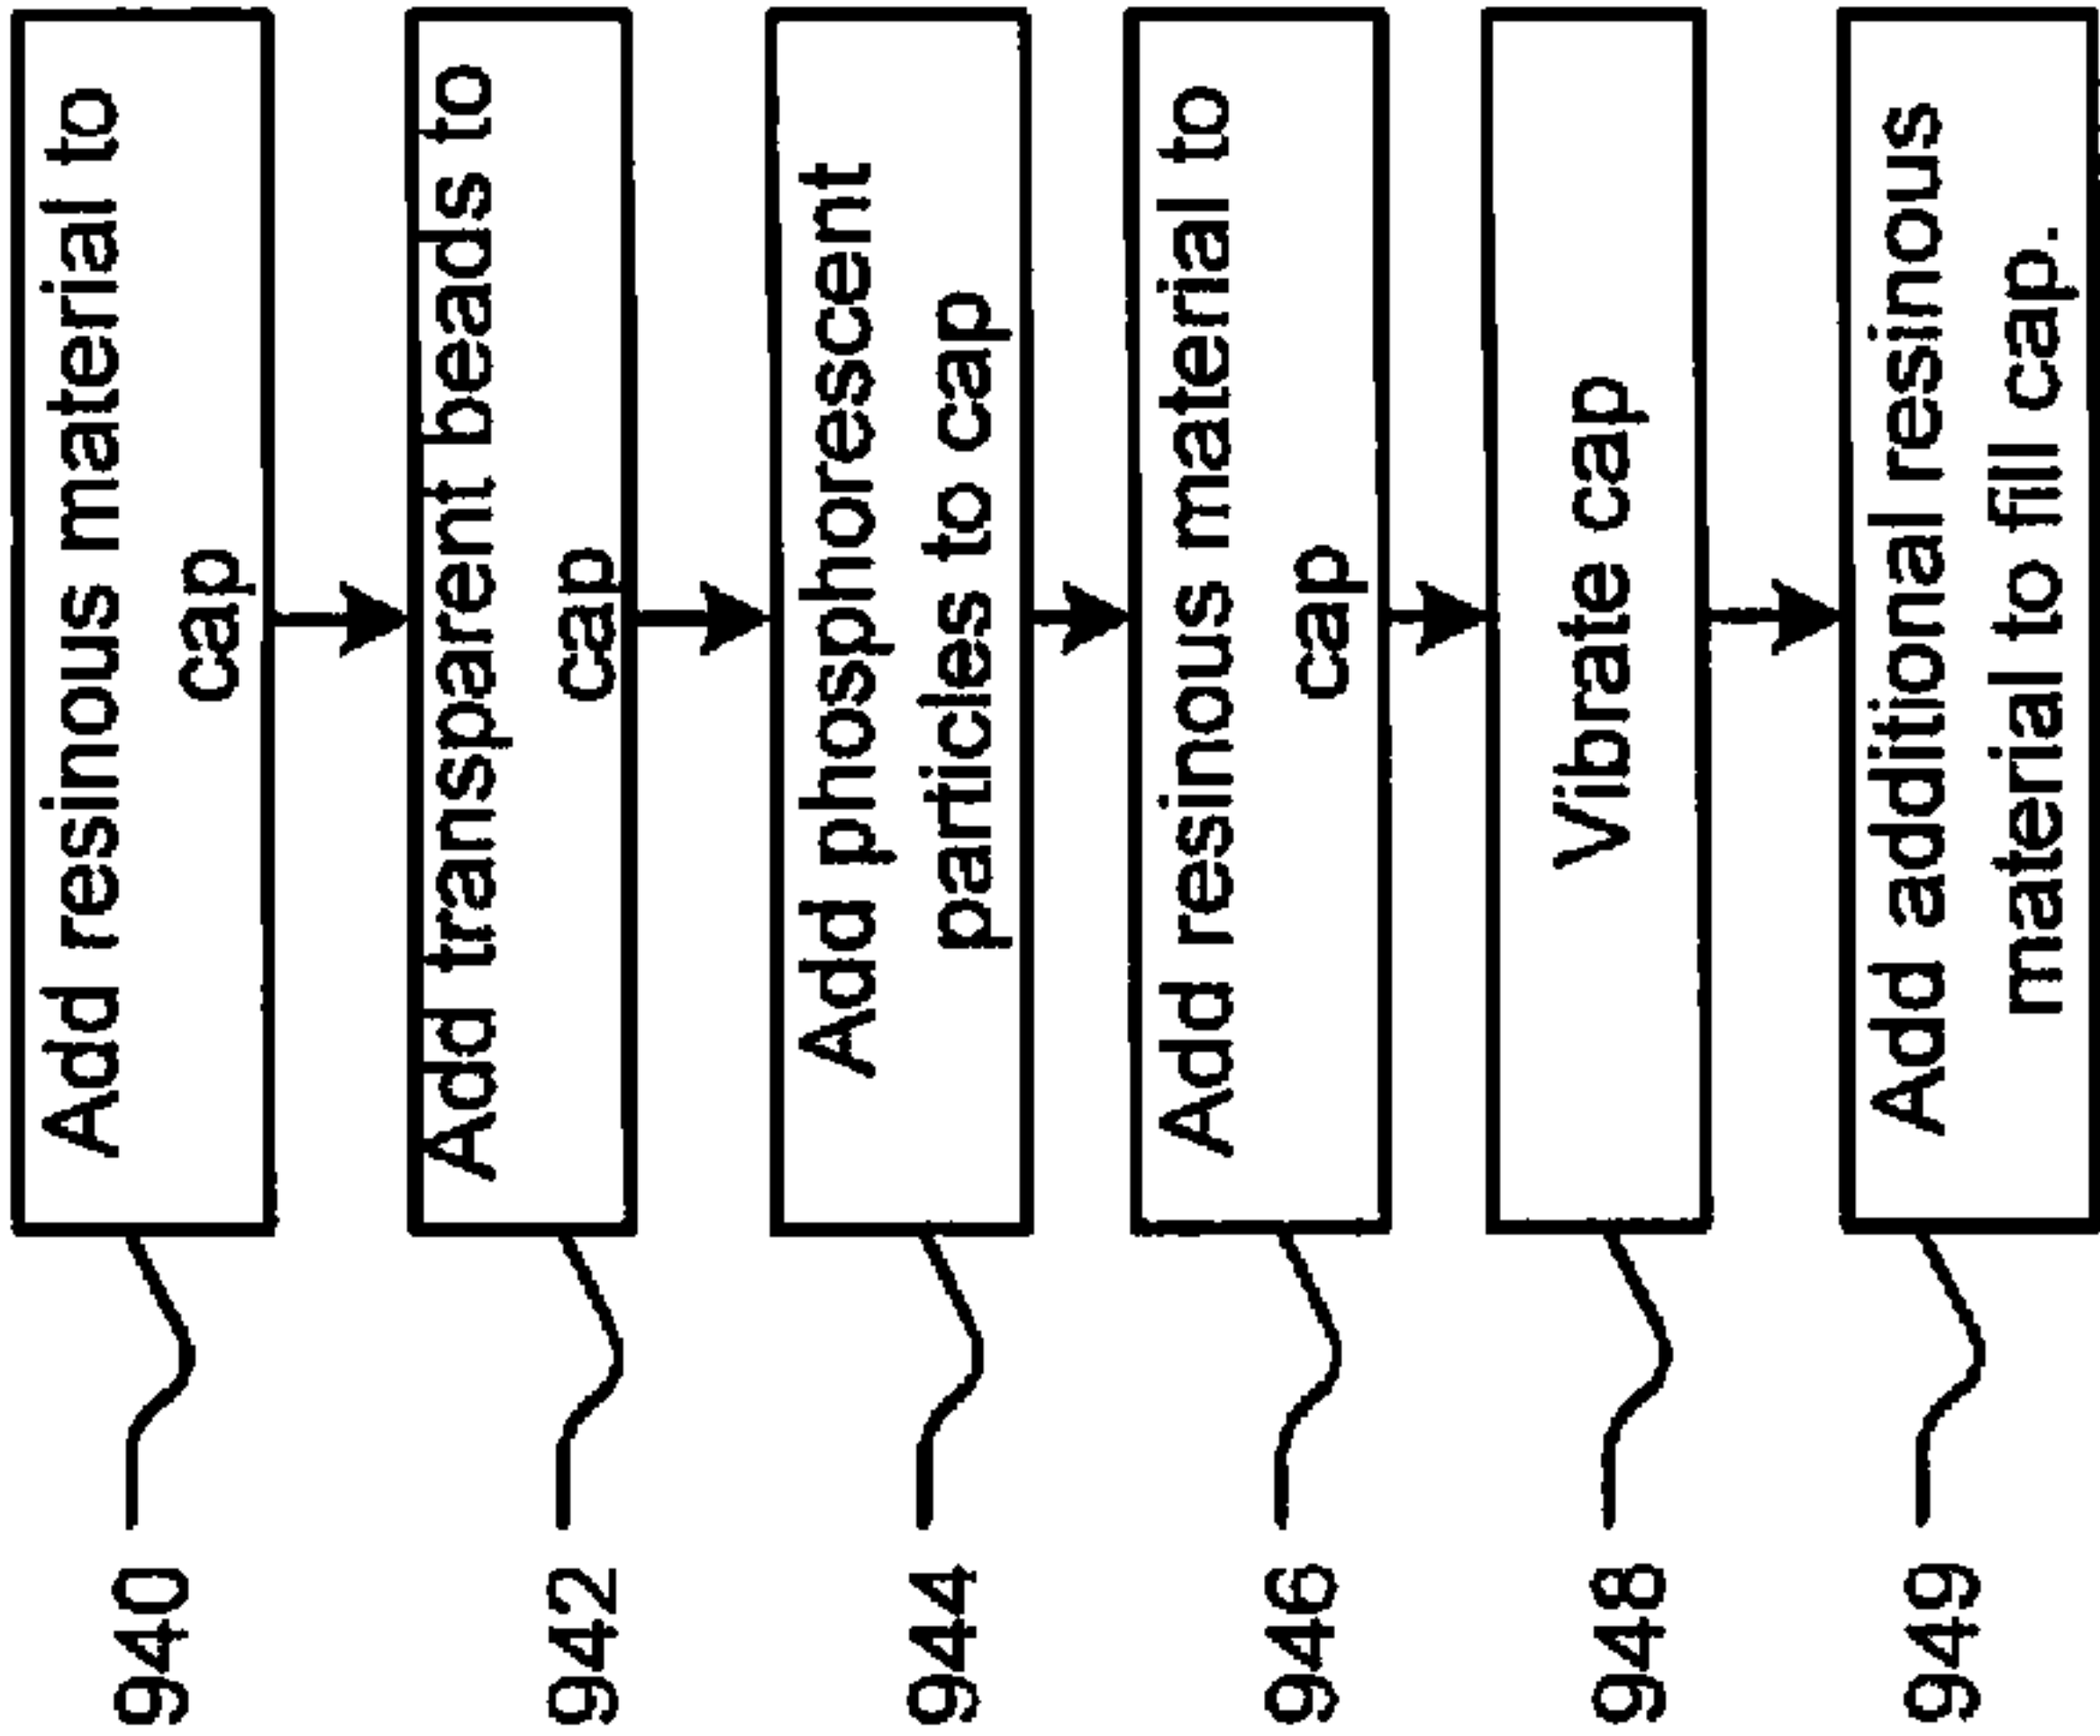 940
Add resinous material to
cap
942
Add transparent beads to
cap
944
Add phosphorescent
particles to cap
946
Add resinous material to
cap
948
Vibrate cap
949
Add additional resinous
material to fill cap.